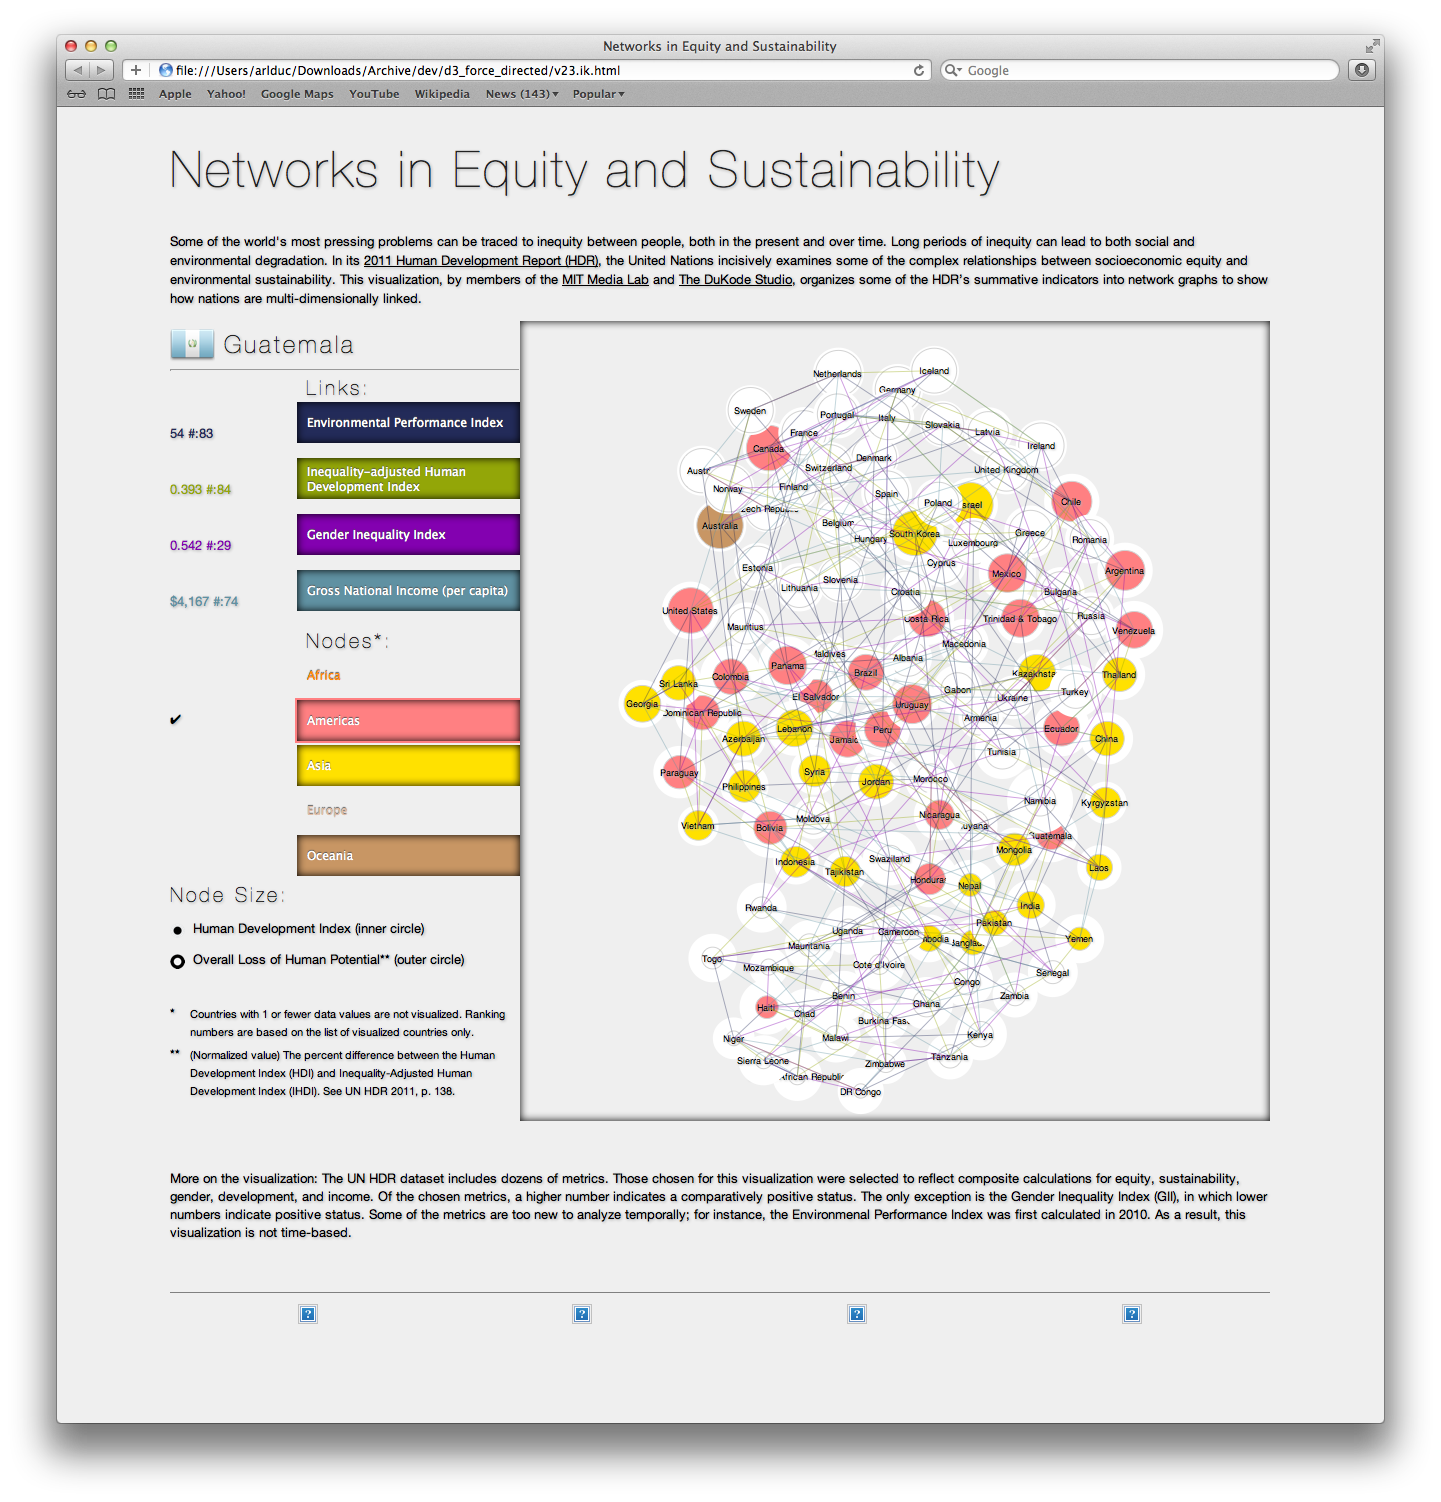 Networks in Equity and Sustainability
file:///Users/arlduc/Downloads/Archive/dev/d3_force_directed/v23.ik.html
Google
Apple Yahoo! Google Maps YouTube Wikipedia News (143) Popular
Networks in Equity and Sustainability
Some of the world's most pressing problems can be traced to inequity between people, both in the present and over time. Long periods of inequity can lead to both social and
environmental degradation. In its 2011 Human Development Report (HDR), the United Nations incisively examines some of the complex relationships between socioeconomic equity and
environmental sustainability. This visualization, by members of the MIT Media Lab and The DuKode Studio, organizes some of the HDR's summative indicators into network graphs to show
how nations are multi-dimensionally linked.
Guatemala
Links:
54 #:83
Environmental Performance Index
0.393 #:84
Inequality-adjusted Human
Development Index
0.542 #:29
Gender Inequality Index
$4,167 #:74
Gross National Income (per capita)
Nodes*:
Africa
✔
Americas
Asia
Europe
Oceania
Node Size:
Human Development Index (inner circle)
Overall Loss of Human Potential** (outer circle)
* Countries with 1 or fewer data values are not visualized. Ranking
numbers are based on the list of visualized countries only.
** (Normalized value) The percent difference between the Human
Development Index (HDI) and Inequality-Adjusted Human
Development Index (IHDI). See UN HDR 2011, p. 138.
Netherlands
Iceland
Germany
Sweden
Portugal
Italy
Slovakia
Latvia
France
Ireland
Canada
Denmark
Switzerland
United Kingdom
Austr
Norway
Finland
Spain
Poland
srael
Chile
ech Repub
Australia
Belgium
Hungary
South Korea
Luxembourg
Greece
Romania
Cyprus
Estonia
Mexico
Argentina
Slovenia
Lithuania
Croatia
Bulgaria
United States
Costa Rica
Trinidad & Tobago
Russia
Mauritius
Venezuela
Macedonia
Maldives
Albania
Panama
Brazil
Kazakhsta
Thailand
Colombia
Sri Lanka
Gabon
Turkey
El Salvador
Ukraine
Georgia
Uruguay
Dominican Republic
Armenia
Lebanon
Peru
Ecuador
Azerbaijan
Jamaic
China
Tunisia
Paraguay
Syria
Jordan
Morocco
Philippines
Namibia
Kyrgyzstan
Nicaragua
Moldova
Vietnam
Bolivia
uyana
Guatemala
Mongolia
Swaziland
Indonesia
Tajikistan
Laos
Hondura
Nepal
Rwanda
India
Pakistan
Uganda
Cameroon
bodia
anglad
Yemen
Mauritania
Togo
Mozambique
Cote d'Ivoire
Senegal
Congo
Benin
Zambia
Haiti
Chad
Ghana
Burkina Fas
Niger
Malawi
Kenya
Sierra Leone
Zimbabwe
Tanzania
African Republi
DR Congo
More on the visualization: The UN HDR dataset includes dozens of metrics. Those chosen for this visualization were selected to reflect composite calculations for equity, sustainability,
gender, development, and income. Of the chosen metrics, a higher number indicates a comparatively positive status. The only exception is the Gender Inequality Index (GII), in which lower
numbers indicate positive status. Some of the metrics are too new to analyze temporally; for instance, the Environmenal Performance Index was first calculated in 2010. As a result, this
visualization is not time-based.
? ? ? ?